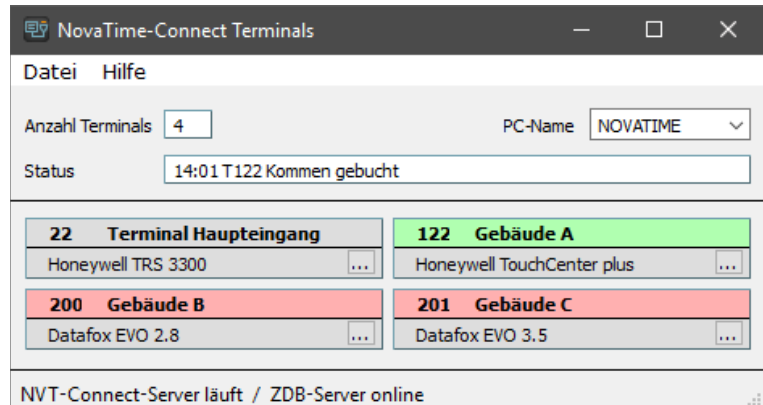 NovaTime-Connect Terminals
Datei Hilfe
Anzahl Terminals 4 PC-Name NOVATIME
Status 14:01 T122 Kommen gebucht
22 Terminal Haupteingang 122 Gebäude A
Honeywell TRS 3300 ... Honeywell TouchCenter plus ...
200 Gebäude B 201 Gebäude C
Datafox EVO 2.8 ... Datafox EVO 3.5 ...
NVT-Connect-Server läuft / ZDB-Server online